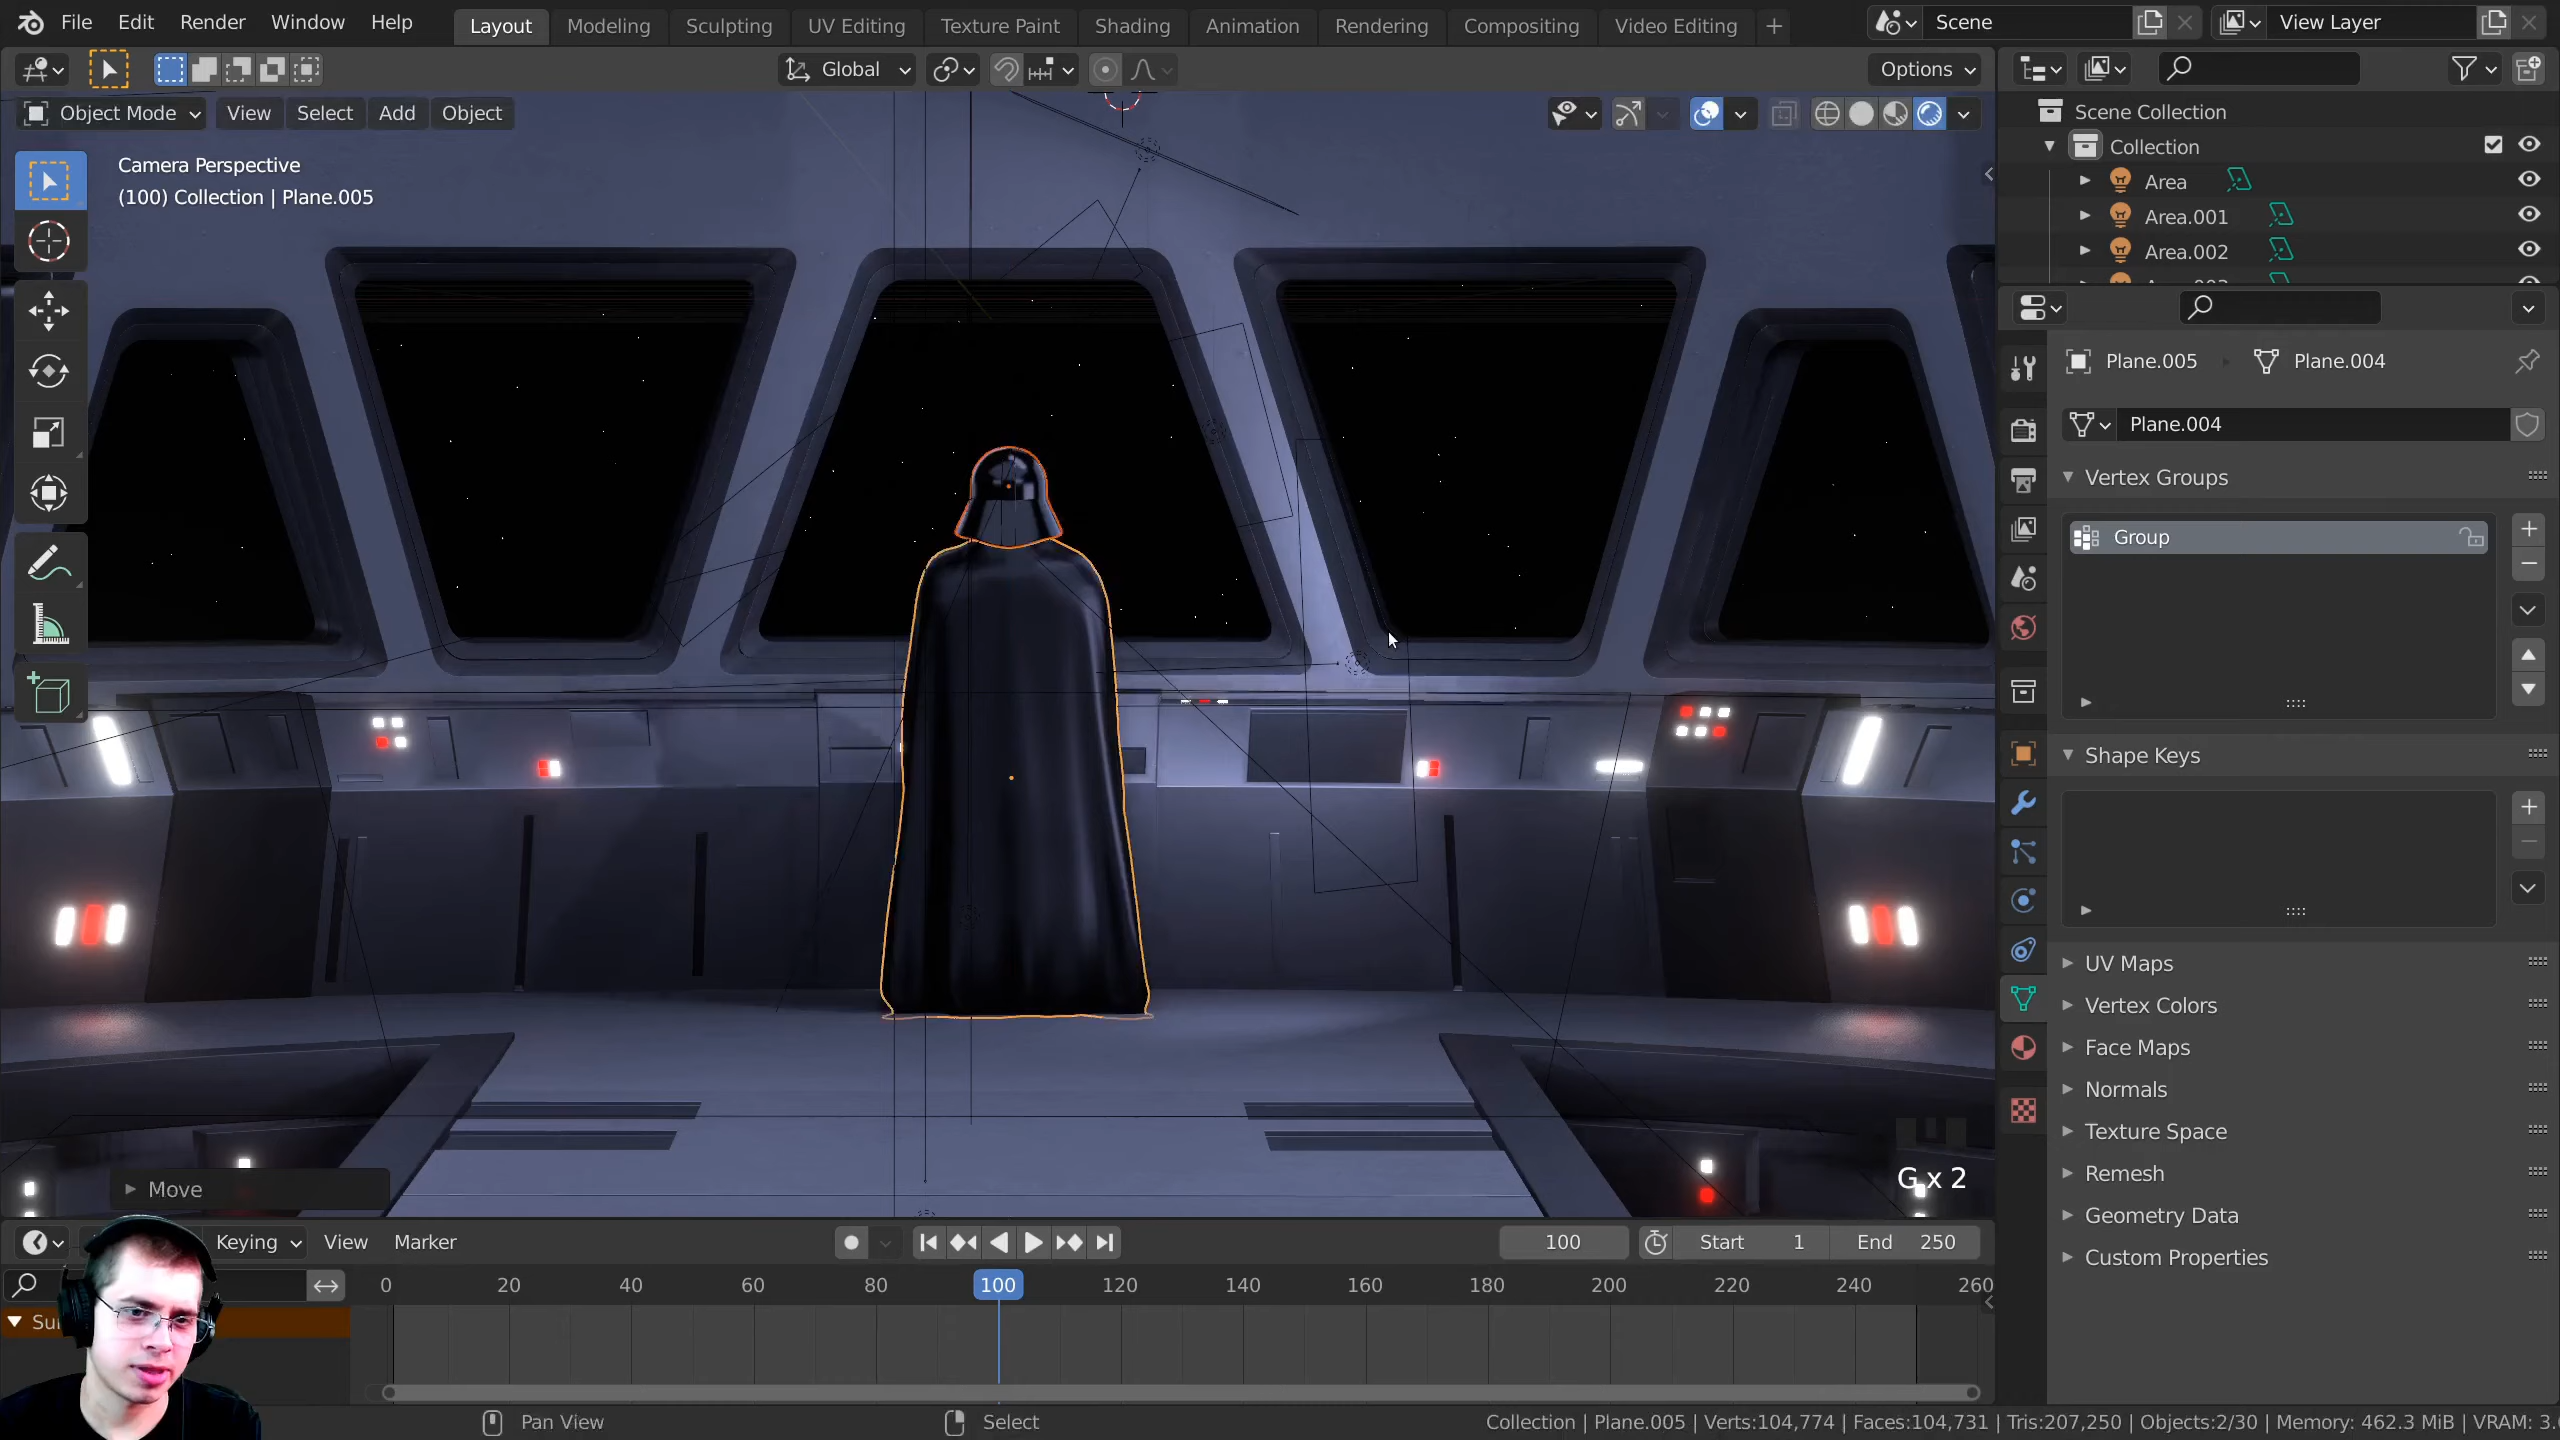 File Edit Render Window Help Layout Modeling Sculpting UV Editing Texture Paint Shading Animation Rendering Compositing Video Editing + Scene View Layer
Global Options
Object Mode View Select Add Object
Scene Collection
Collection
Camera Perspective
(100) Collection | Plane.005
Area
Area.001
Area.002
Plane.005 Plane.004
Plane.004
Vertex Groups
Group
Shape Keys
UV Maps
Vertex Colors
Face Maps
Normals
Texture Space
Remesh
Geometry Data
Custom Properties
Move
G x 2
Keying View Marker 100 Start 1 End 250
0 20 40 60 80 100 120 140 160 180 200 220 240 260
Pan View Select Collection | Plane.005 | Verts:104,774 | Faces:104,731 | Tris:207,250 | Objects:2/30 | Memory: 462.3 MiB | VRAM: 3.